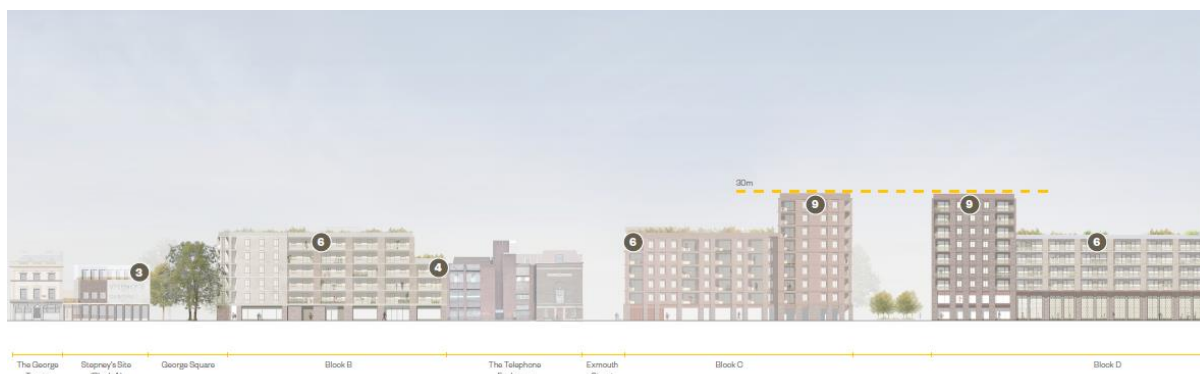 30m
9
9
6
6
6
4
3
The George
Stepney's Site
George Square
Block B
The Telephone
Exmouth
Block C
Block D